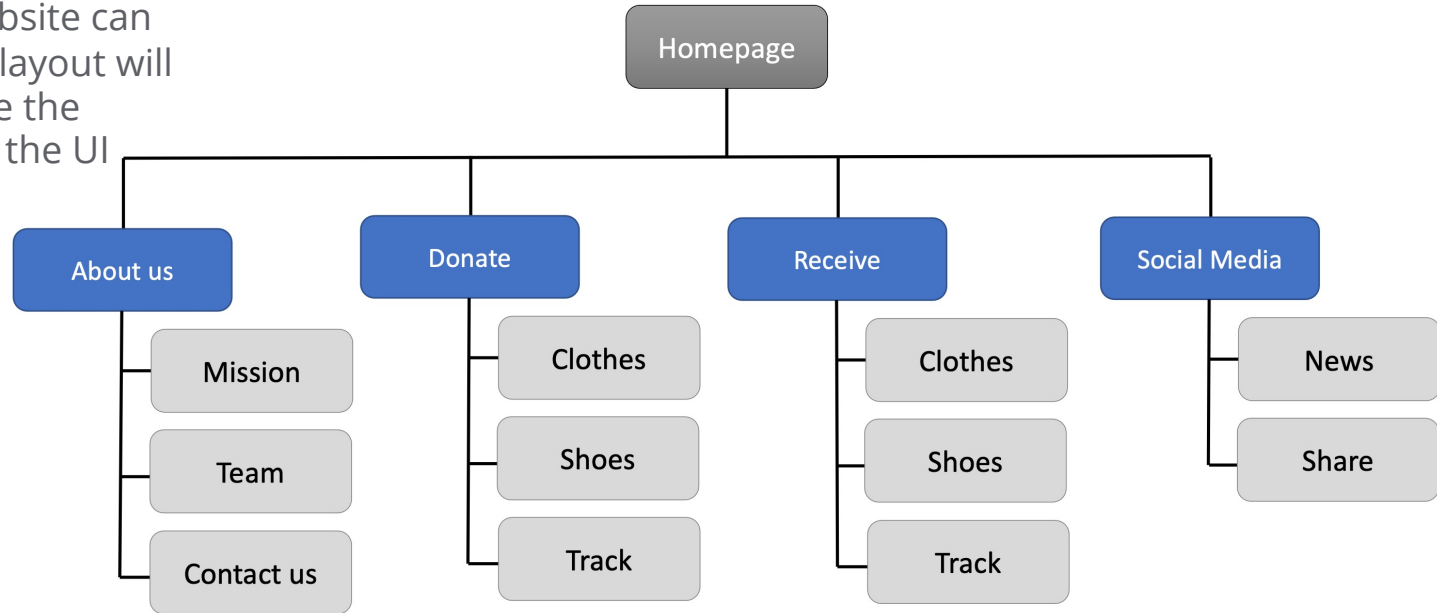 bsite can
layout will
e the
the UI
Homepage
About us
Mission
Team
Contact us
Donate
Clothes
Shoes
Track
Receive
Clothes
Shoes
Track
Social Media
News
Share